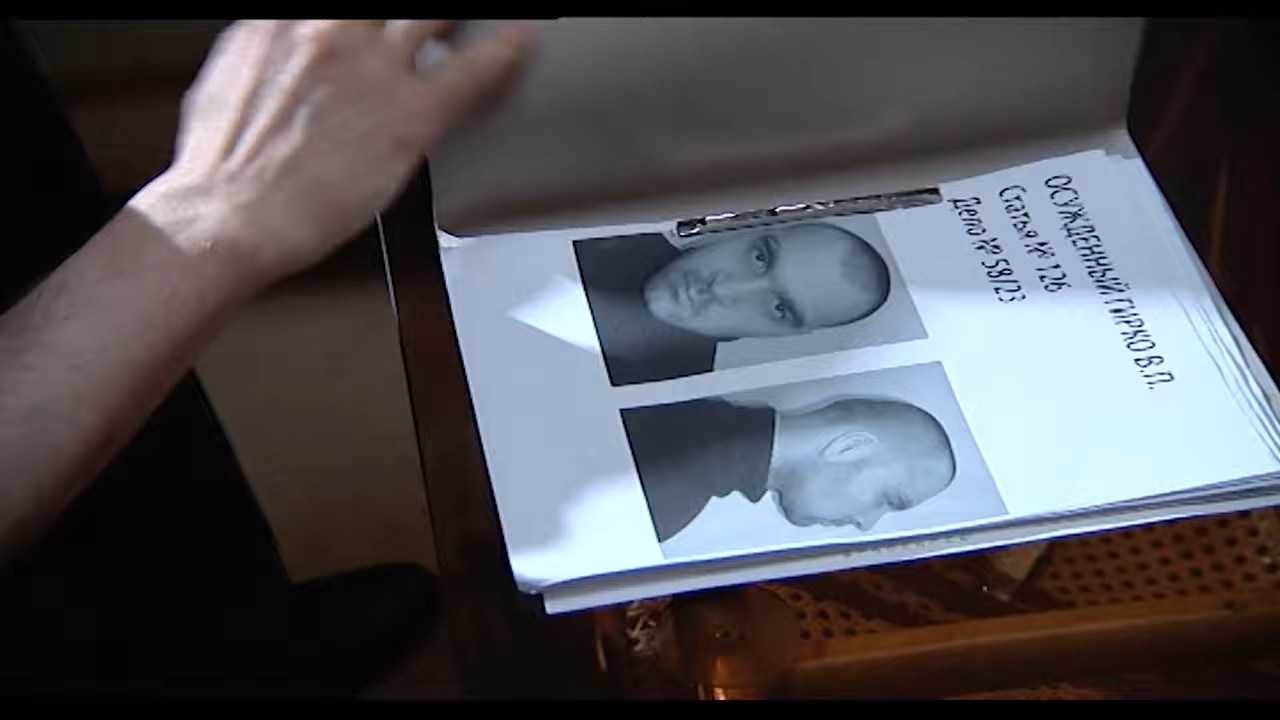 ОСУЖДЕННЫЙ ГИРКО В.П.
Статья № 126
Дело № 58/23